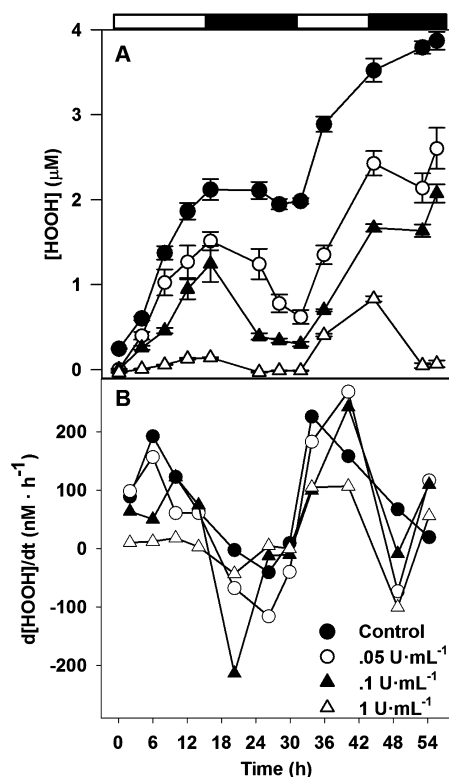 A
4
3
2
1
0
[HOOH] (µM)
B
200
100
0
-100
-200
d[HOOH]/dt (nM · h⁻¹)
Control
.05 U·mL⁻¹
.1 U·mL⁻¹
1 U·mL⁻¹
0 6 12 18 24 30 36 42 48 54
Time (h)